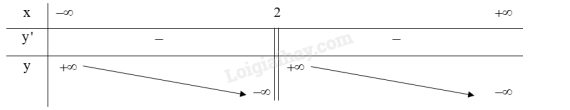 x −∞ 2 +∞
y' − −
y +∞ −∞ +∞ −∞
Loigiaihay.com